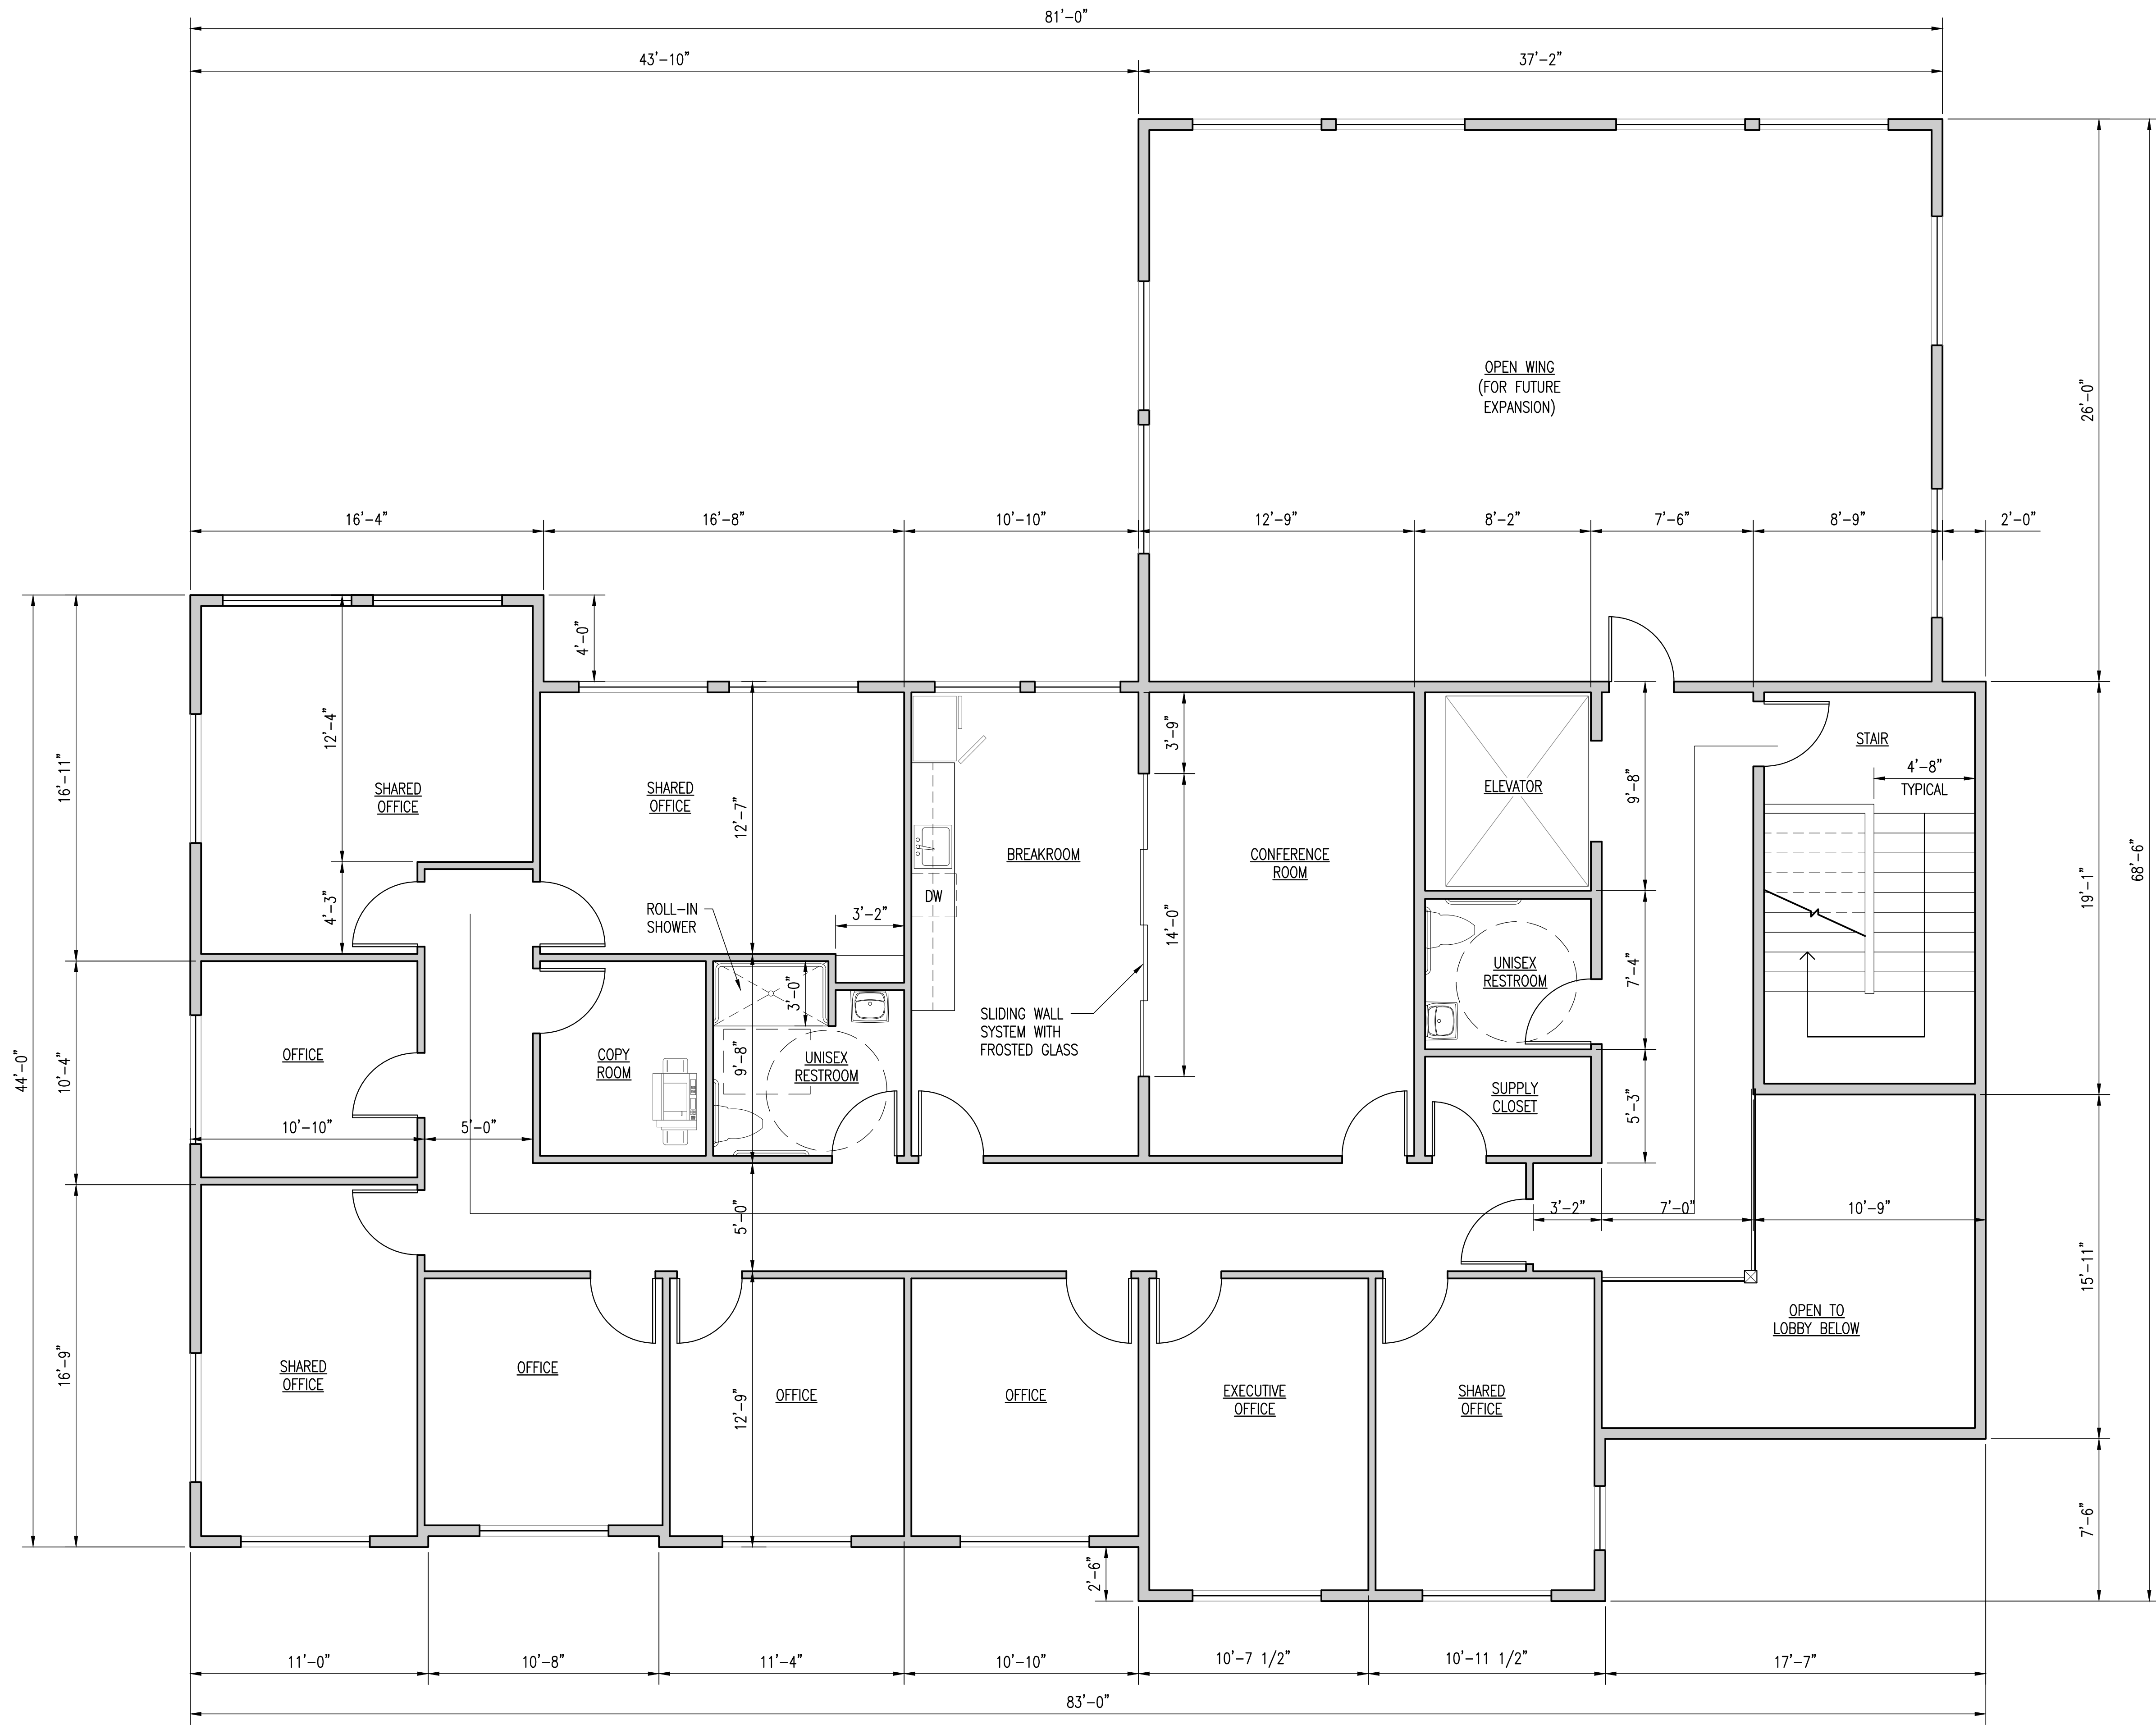 81'-0"
43'-10"
37'-2"
OPEN WING
(FOR FUTURE
EXPANSION)
26'-0"
68'-6"
16'-4"
16'-8"
10'-10"
12'-9"
8'-2"
7'-6"
8'-9"
2'-0"
4'-0"
12'-4"
3'-9"
STAIR
4'-8"
TYPICAL
16'-11"
SHARED
OFFICE
SHARED
OFFICE
12'-7"
ELEVATOR
9'-8"
BREAKROOM
CONFERENCE
ROOM
19'-1"
DW
4'-3"
ROLL-IN
SHOWER
3'-2"
14'-0"
UNISEX
RESTROOM
7'-4"
3'-0"
SLIDING WALL
SYSTEM WITH
FROSTED GLASS
44'-0"
10'-4"
OFFICE
COPY
ROOM
9'-8"
UNISEX
RESTROOM
SUPPLY
CLOSET
5'-3"
10'-10"
5'-0"
5'-0"
3'-2"
7'-0"
10'-9"
15'-11"
OPEN TO
LOBBY BELOW
16'-9"
SHARED
OFFICE
OFFICE
12'-9"
OFFICE
OFFICE
EXECUTIVE
OFFICE
SHARED
OFFICE
7'-6"
2'-6"
11'-0"
10'-8"
11'-4"
10'-10"
10'-7 1/2"
10'-11 1/2"
17'-7"
83'-0"